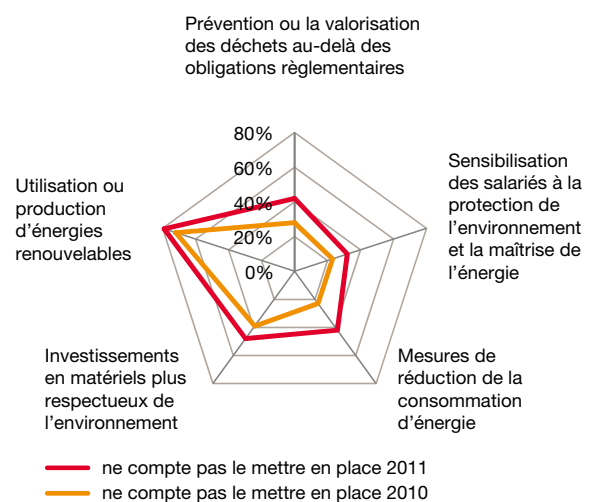 Prévention ou la valorisation
des déchets au-delà des
obligations règlementaires
80%
60%
40%
20%
0%
Sensibilisation
des salariés à la
protection de
l'environnement
et la maîtrise de
l'énergie
Utilisation ou
production
d'énergies
renouvelables
Investissements
en matériels plus
respectueux de
l'environnement
Mesures de
réduction de la
consommation
d'énergie
ne compte pas le mettre en place 2011
ne compte pas le mettre en place 2010